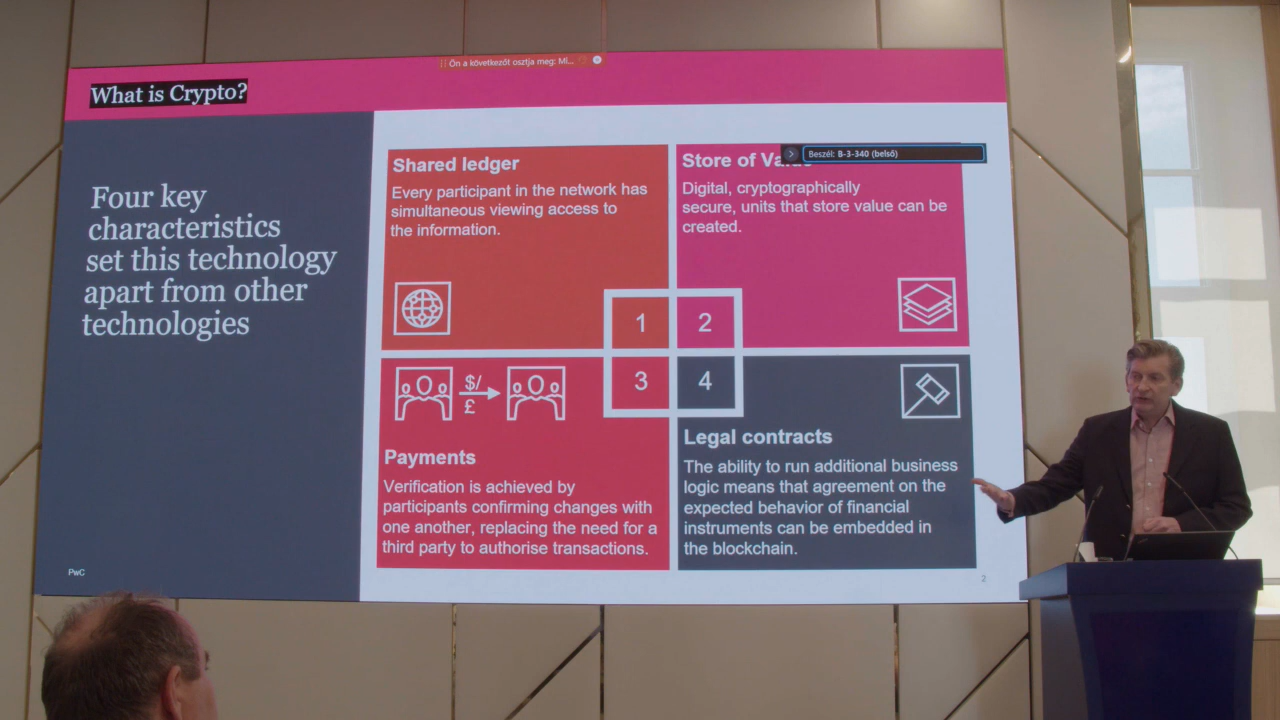 Ön a következőt osztja meg: Mi...
What is Crypto?
Four key
characteristics
set this technology
apart from other
technologies
Shared ledger
Every participant in the network has
simultaneous viewing access to
the information.
1
Store of
Beszél: B-3-340 (belső)
Digital, cryptographically
secure, units that store value can be
created.
2
$/
£
3
Payments
Verification is achieved by
participants confirming changes with
one another, replacing the need for a
third party to authorise transactions.
4
Legal contracts
The ability to run additional business
logic means that agreement on the
expected behavior of financial
instruments can be embedded in
the blockchain.
PwC
2